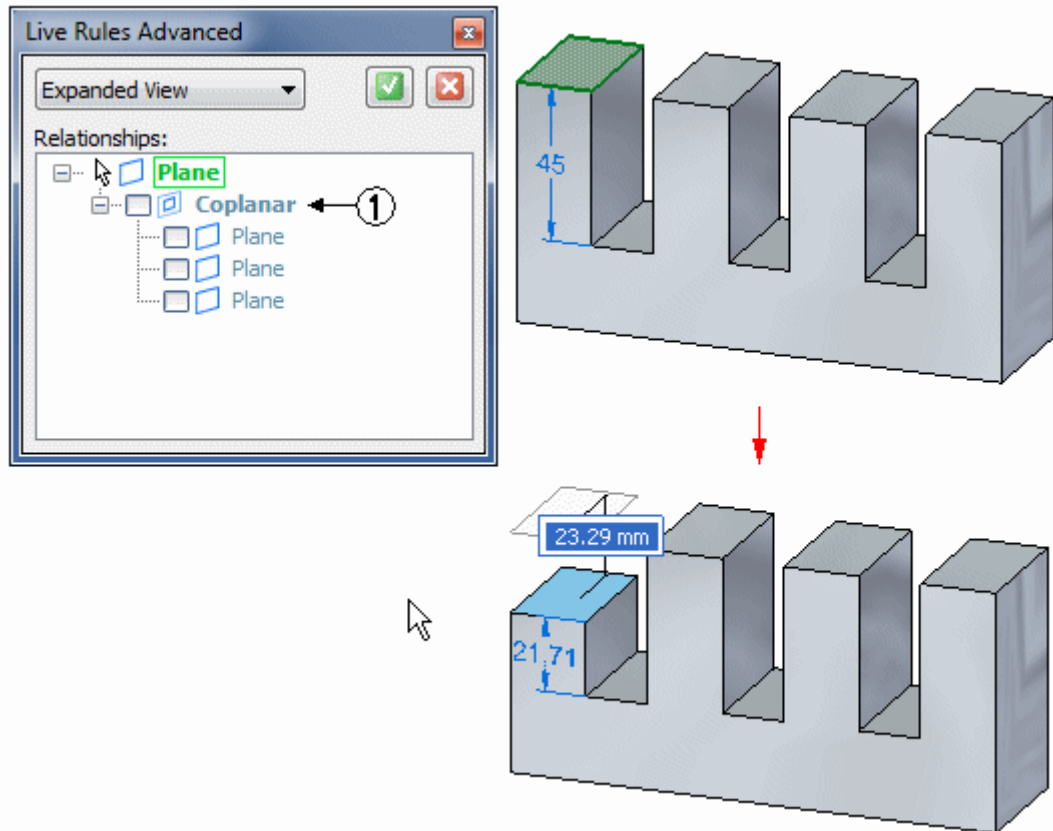 Live Rules Advanced
Expanded View
Relationships:
Plane
Coplanar
1
Plane
Plane
Plane
45
23.29 mm
21,71